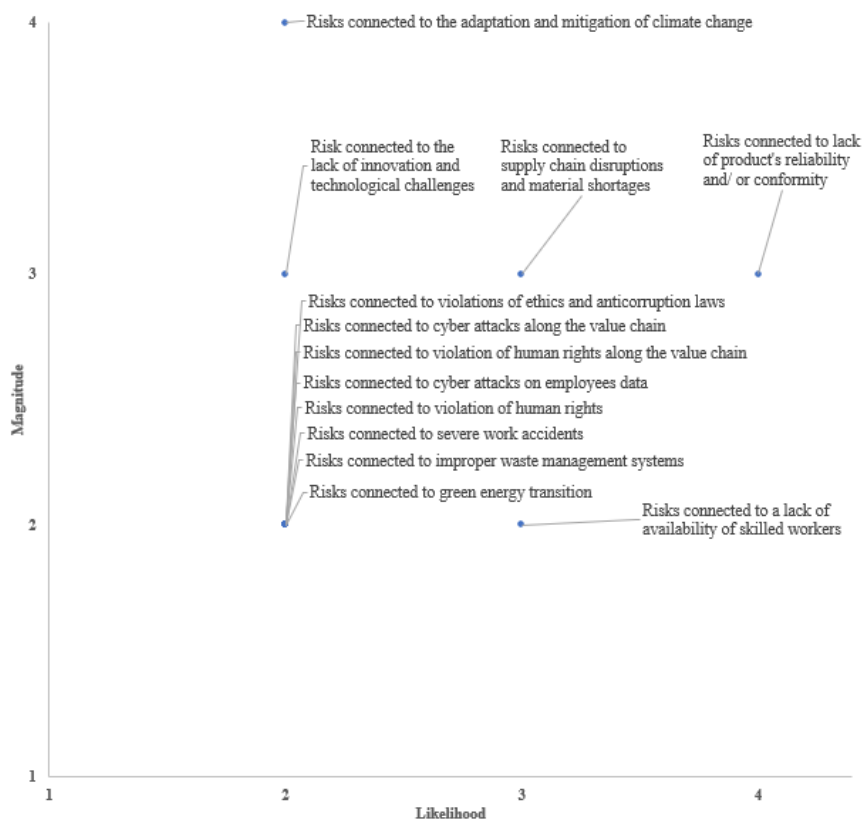 4
Risks connected to the adaptation and mitigation of climate change
Risk connected to the
lack of innovation and
technological challenges
Risks connected to
supply chain disruptions
and material shortages
Risks connected to lack
of product's reliability
and/ or conformity
3
Risks connected to violations of ethics and anticorruption laws
Risks connected to cyber attacks along the value chain
Risks connected to violation of human rights along the value chain
Risks connected to cyber attacks on employees data
Risks connected to violation of human rights
Risks connected to severe work accidents
Risks connected to improper waste management systems
Risks connected to green energy transition
Magnitude
2
Risks connected to a lack of
availability of skilled workers
1
1
2
3
4
Likelihood